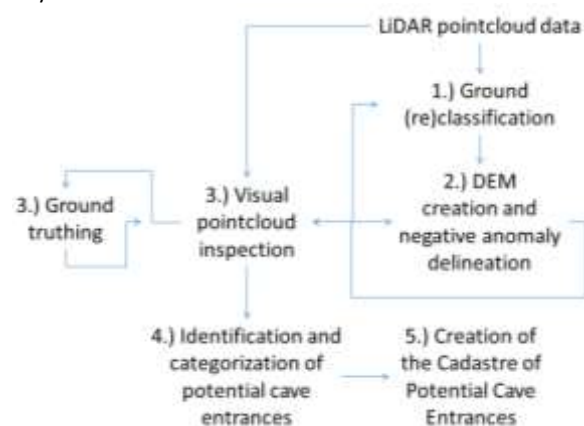 LiDAR pointcloud data
1.) Ground
(re)classification
2.) DEM
creation and
negative anomaly
delineation
3.) Visual
pointcloud
inspection
3.) Ground
truthing
4.) Identification and
categorization of
potential cave
entrances
5.) Creation of
the Cadastre of
Potential Cave
Entrances